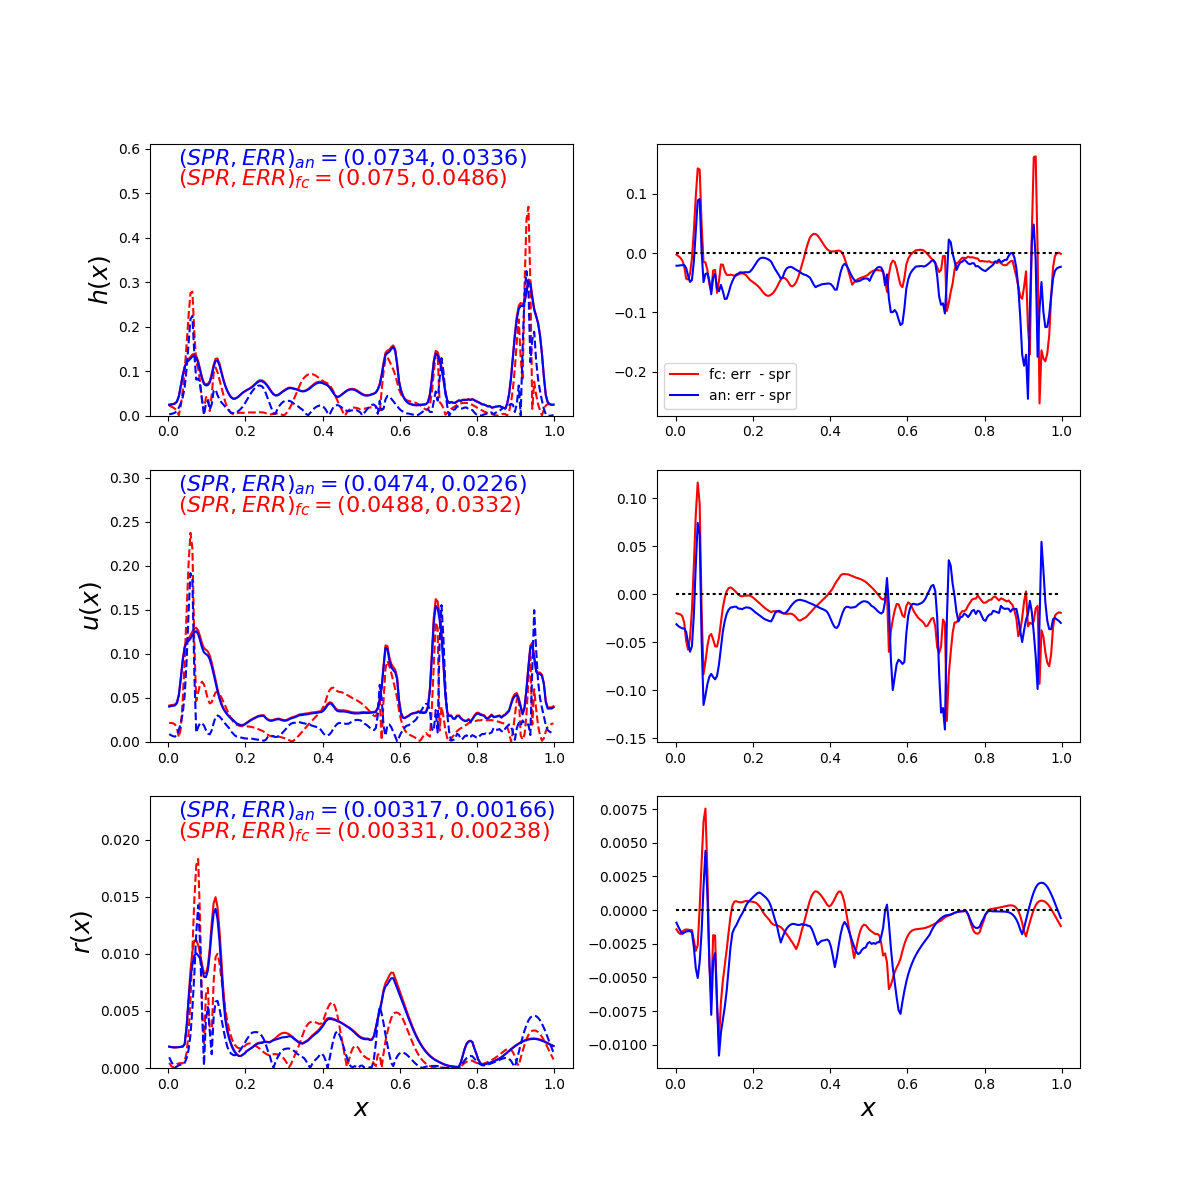 (SPR, ERR)an = (0.0734, 0.0336)
(SPR, ERR)fc = (0.075, 0.0486)
h(x)
0.6
0.5
0.4
0.3
0.2
0.1
0.0
0.0 0.2 0.4 0.6 0.8 1.0
0.1
0.0
−0.1
−0.2
fc: err - spr
an: err - spr
0.0 0.2 0.4 0.6 0.8 1.0
(SPR, ERR)an = (0.0474, 0.0226)
(SPR, ERR)fc = (0.0488, 0.0332)
u(x)
0.30
0.25
0.20
0.15
0.10
0.05
0.00
0.0 0.2 0.4 0.6 0.8 1.0
0.10
0.05
0.00
−0.05
−0.10
−0.15
0.0 0.2 0.4 0.6 0.8 1.0
(SPR, ERR)an = (0.00317, 0.00166)
(SPR, ERR)fc = (0.00331, 0.00238)
r(x)
0.020
0.015
0.010
0.005
0.000
0.0 0.2 0.4 0.6 0.8 1.0
x
0.0075
0.0050
0.0025
0.0000
−0.0025
−0.0050
−0.0075
−0.0100
0.0 0.2 0.4 0.6 0.8 1.0
x